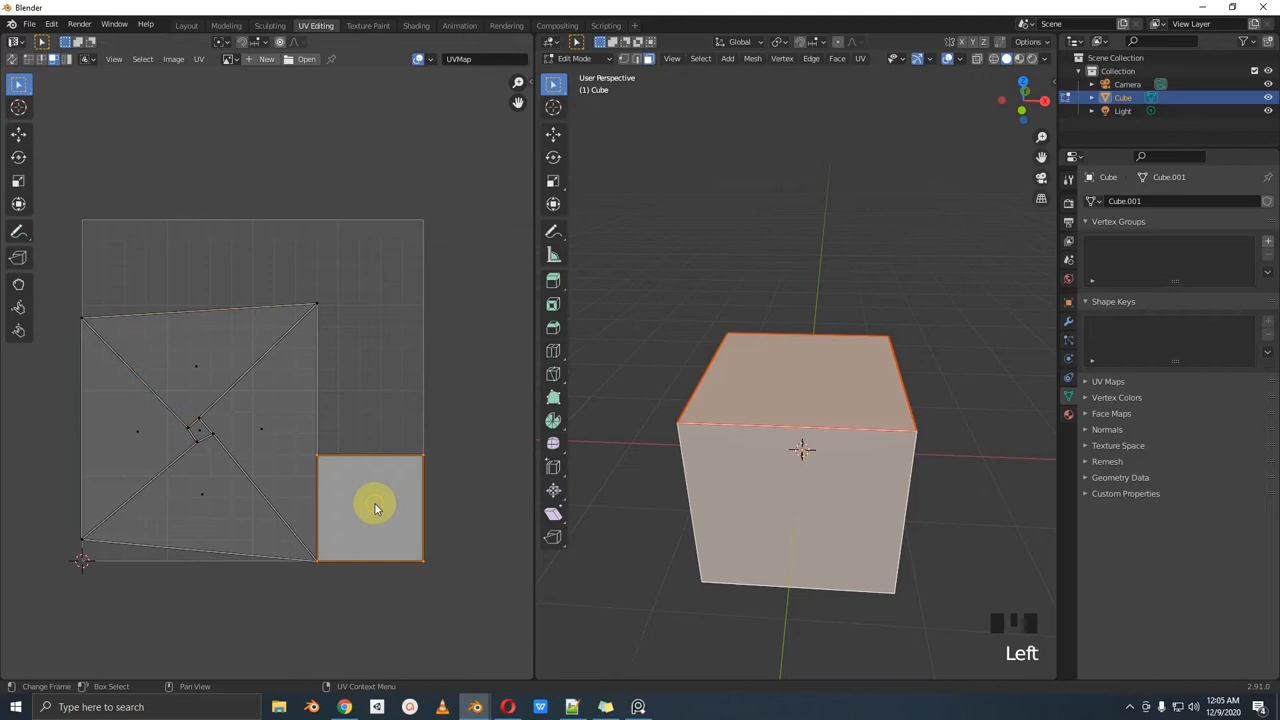 Blender
File Edit Render Window Help Layout Modeling Sculpting UV Editing Texture Paint Shading Animation Rendering Compositing Scripting + Scene View Layer
Global Options X Y Z
View Select Image UV New Open UVMap Edit Mode View Select Add Mesh Vertex Edge Face UV
Scene Collection
Collection
Camera
Cube
Light
User Perspective
(1) Cube
Z
X
Cube Cube.001
Cube.001
Vertex Groups
Shape Keys
UV Maps
Vertex Colors
Face Maps
Normals
Texture Space
Remesh
Geometry Data
Custom Properties
Left
Change Frame Box Select Pan View UV Context Menu 2.91.0
Type here to search
12:05 AM
12/9/2020